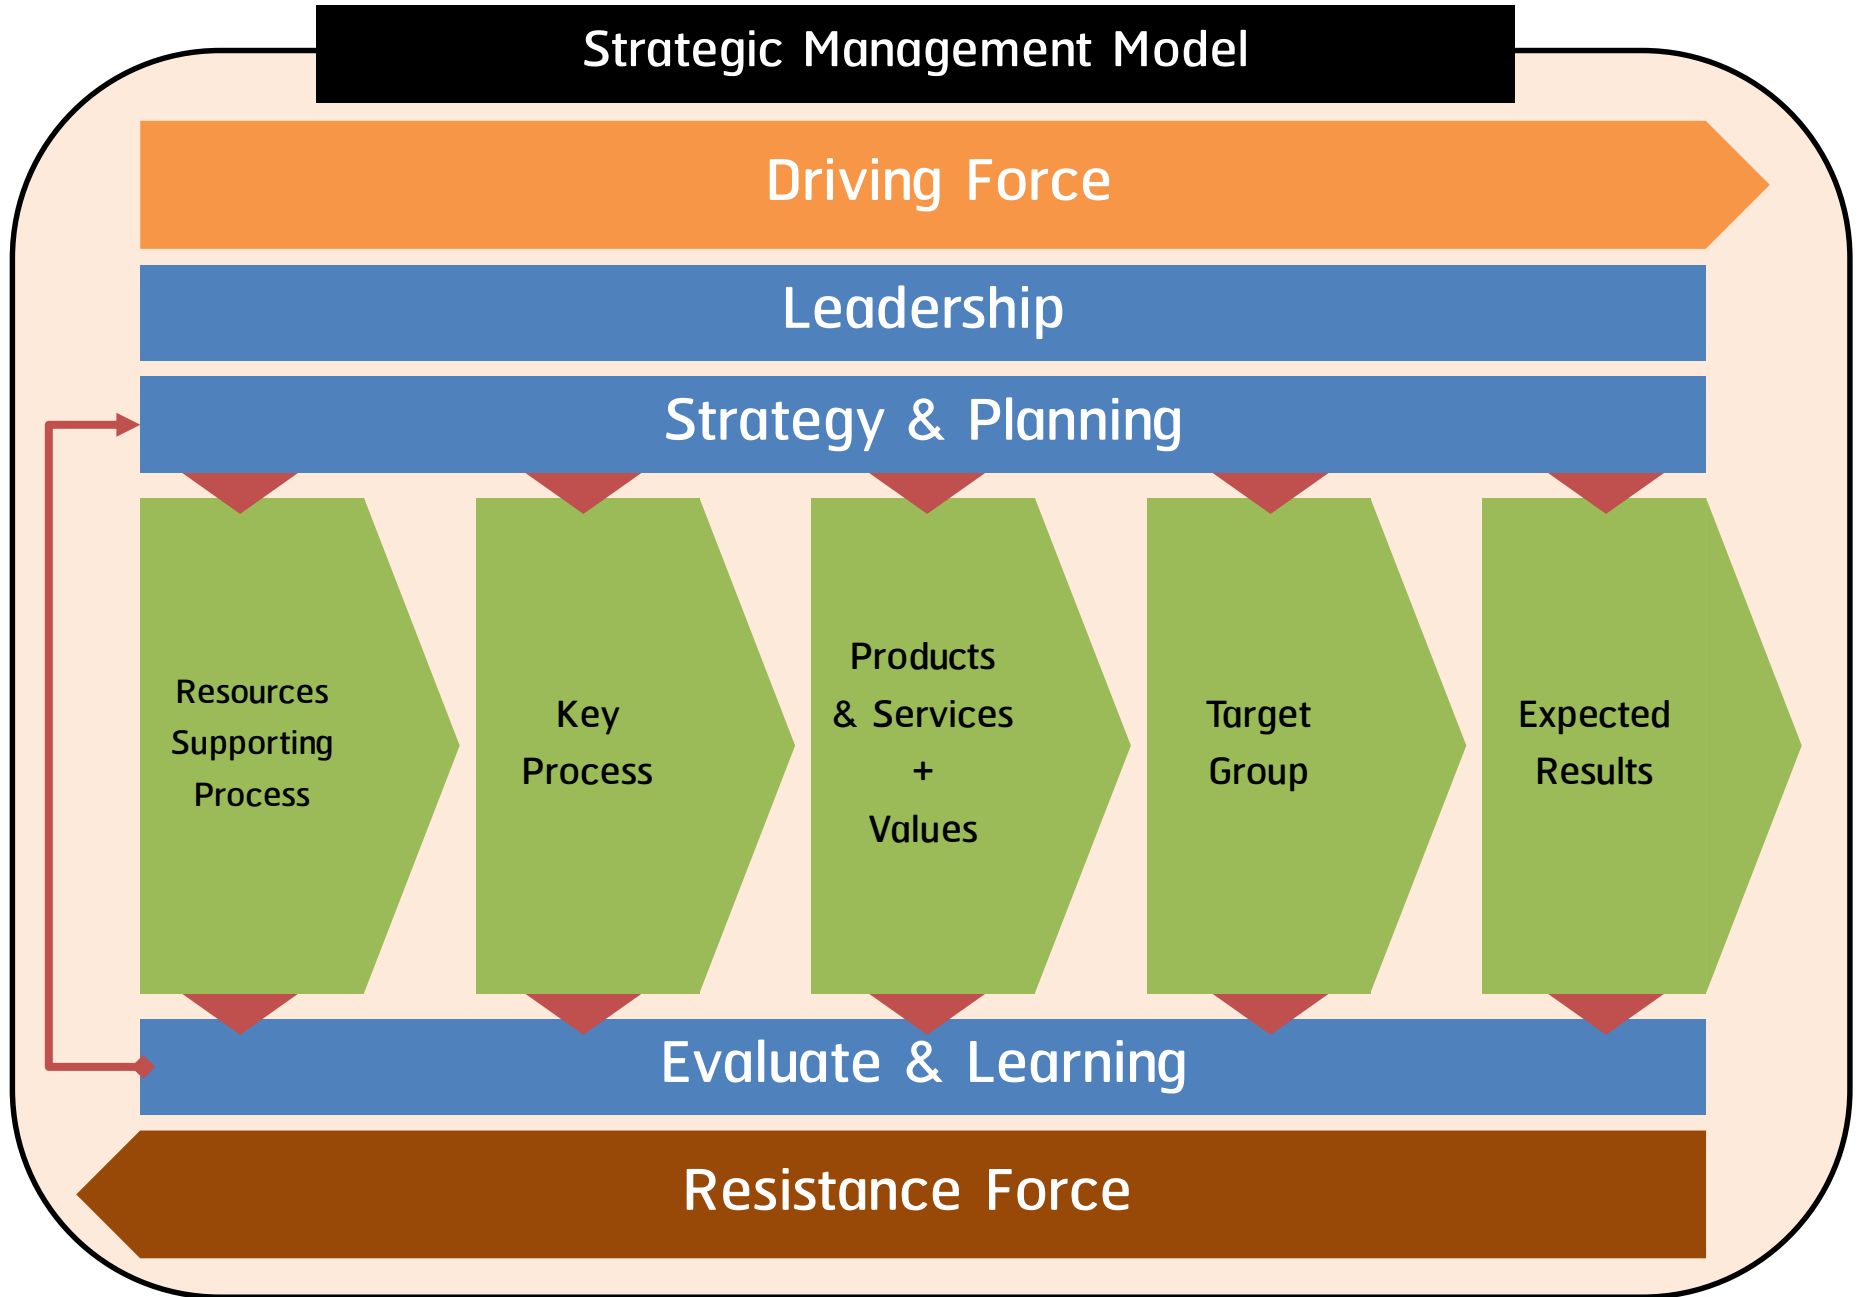 Strategic Management Model
Driving Force
Leadership
Strategy & Planning
Resources
Supporting
Process
Key
Process
Products
& Services
+
Values
Target
Group
Expected
Results
Evaluate & Learning
Resistance Force